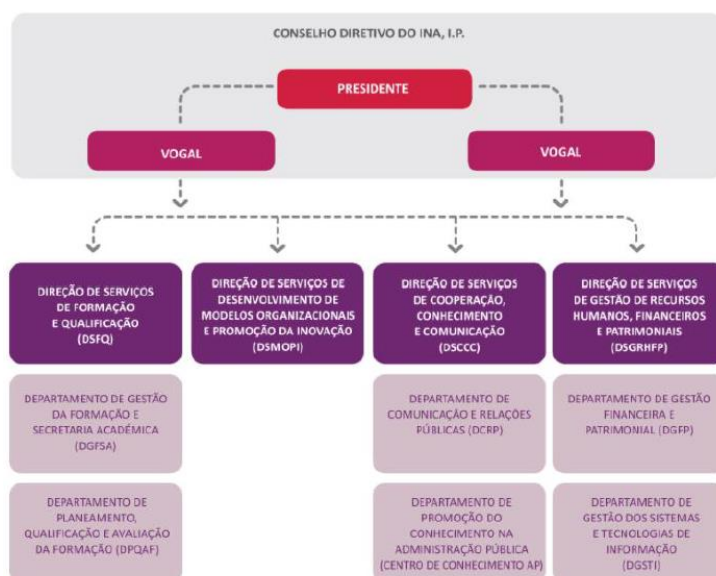 CONSELHO DIRETIVO DO INA, I.P.
PRESIDENTE
VOGAL
VOGAL
DIREÇÃO DE SERVIÇOS
DE FORMAÇÃO
E QUALIFICAÇÃO
(DSFQ)
DIREÇÃO DE SERVIÇOS DE
DESENVOLVIMENTO DE
MODELOS ORGANIZACIONAIS
E PROMOÇÃO DA INOVAÇÃO
(DSMOPI)
DIREÇÃO DE SERVIÇOS
DE COOPERAÇÃO,
CONHECIMENTO
E COMUNICAÇÃO
(DSCCC)
DIREÇÃO DE SERVIÇOS
DE GESTÃO DE RECURSOS
HUMANOS, FINANCEIROS
E PATRIMONIAIS
(DSGRHFP)
DEPARTAMENTO DE GESTÃO
DA FORMAÇÃO E
SECRETARIA ACADÉMICA
(DGFSA)
DEPARTAMENTO DE
COMUNICAÇÃO E RELAÇÕES
PÚBLICAS (DCRP)
DEPARTAMENTO DE GESTÃO
FINANCEIRA E
PATRIMONIAL (DGFP)
DEPARTAMENTO DE
PLANEAMENTO,
QUALIFICAÇÃO E AVALIAÇÃO
DA FORMAÇÃO (DPQAF)
DEPARTAMENTO DE
PROMOÇÃO DO
CONHECIMENTO NA
ADMINISTRAÇÃO PÚBLICA
(CENTRO DE CONHECIMENTO AP)
DEPARTAMENTO DE
GESTÃO DOS SISTEMAS
E TECNOLOGIAS DE
INFORMAÇÃO
(DGSTI)